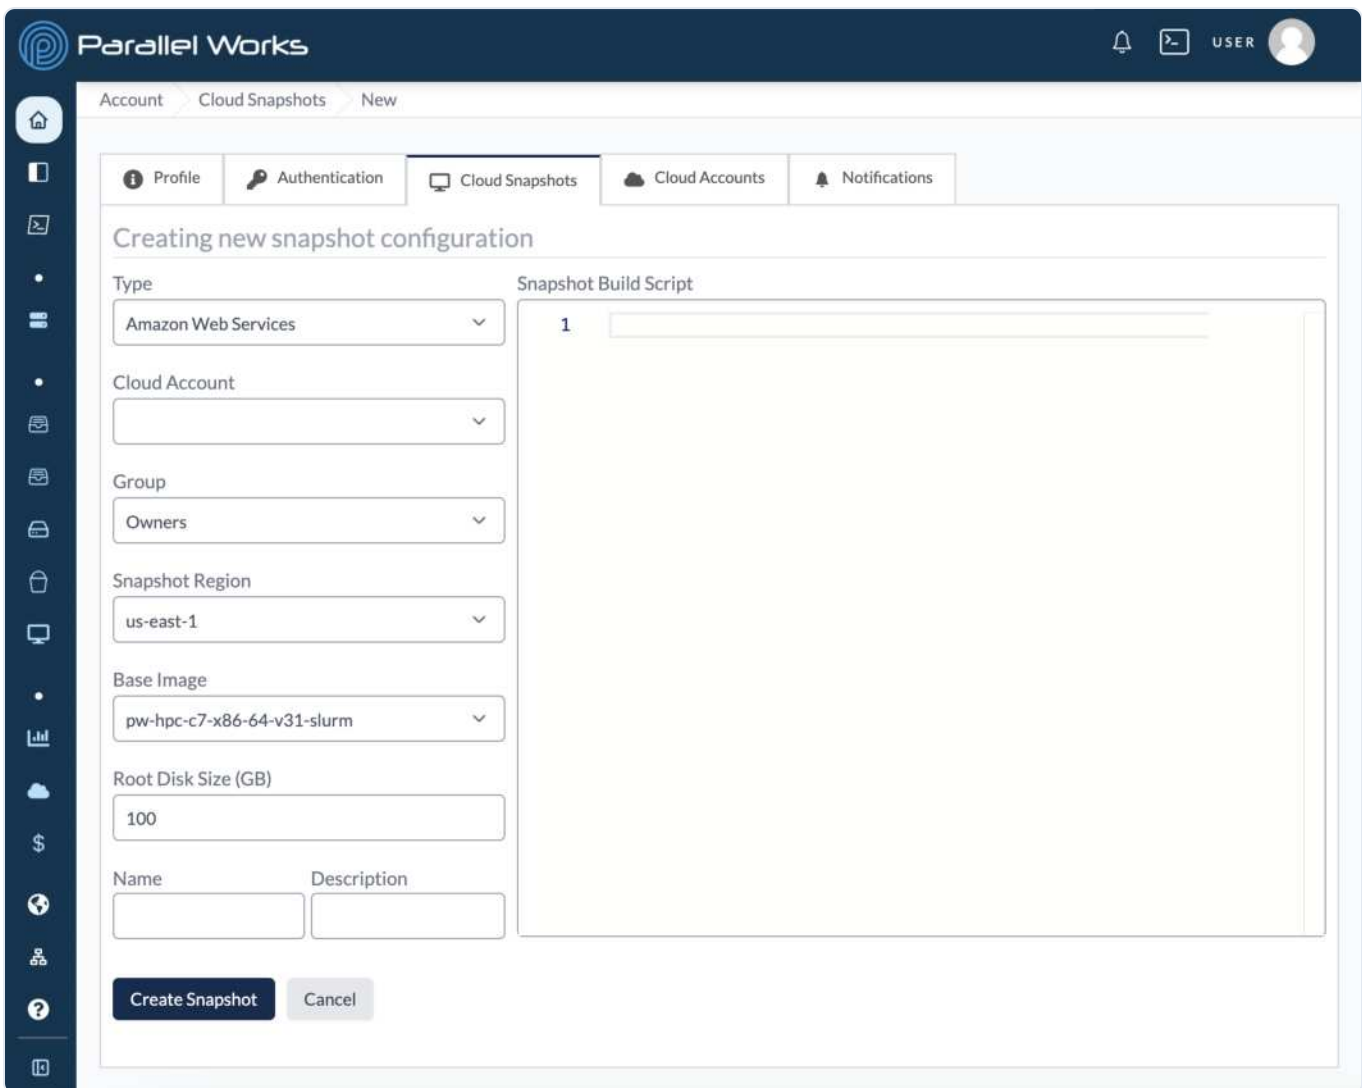 Parallel Works
USER
Account Cloud Snapshots New
Profile Authentication Cloud Snapshots Cloud Accounts Notifications
Creating new snapshot configuration
Type
Amazon Web Services
Cloud Account
Group
Owners
Snapshot Region
us-east-1
Base Image
pw-hpc-c7-x86-64-v31-slurm
Root Disk Size (GB)
100
Name Description
Snapshot Build Script
1
Create Snapshot Cancel